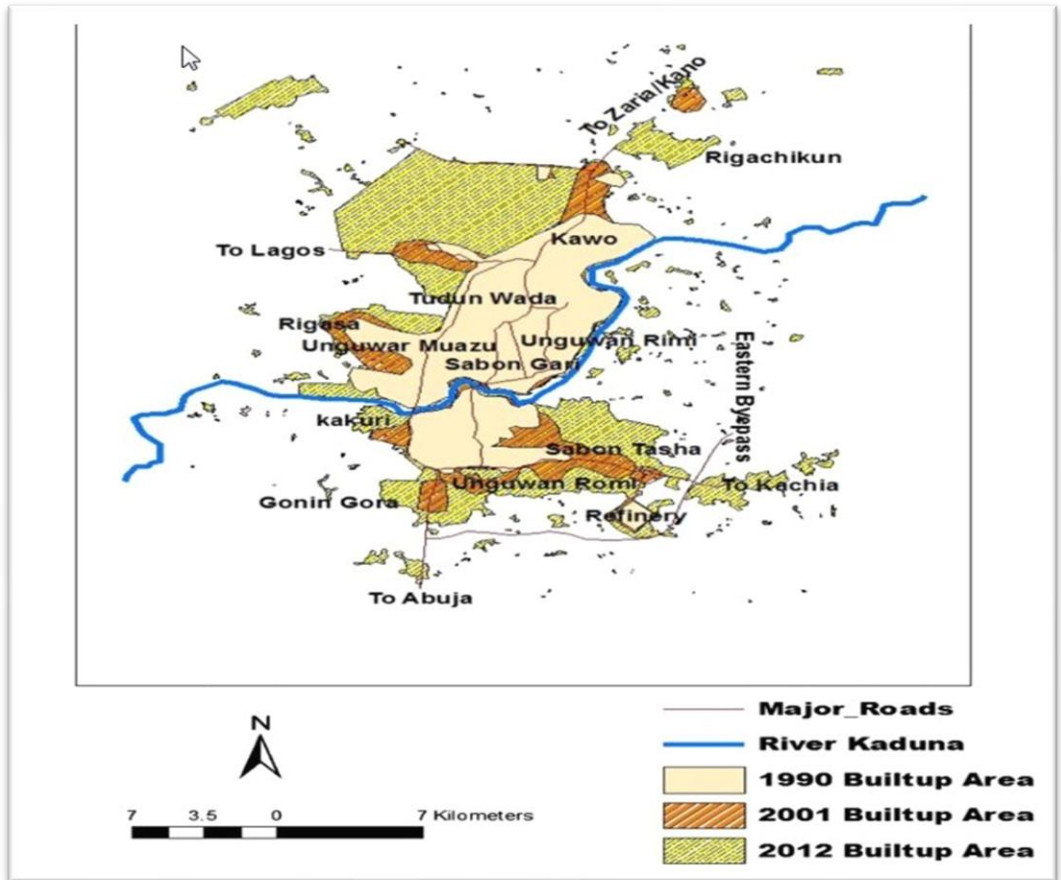 To Zaria/Kano
Rigachikun
Kawo
To Lagos
Tudun Wada
Rigasa
Unguwar Muazu
Unguwan Rimi
Sabon Gari
Eastern Byepass
kakuri
Sabon Tasha
Unguwan Romi
To Kachia
Gonin Gora
Refinery
To Abuja
N
7 3.5 0 7 Kilometers
Major_Roads
River Kaduna
1990 Builtup Area
2001 Builtup Area
2012 Builtup Area